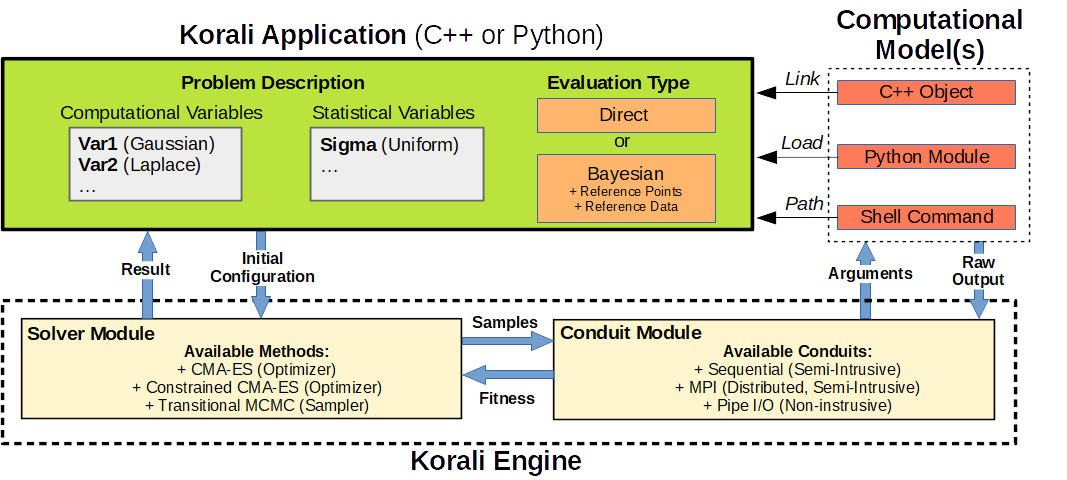 Korali Application (C++ or Python)
Computational
Model(s)
Problem Description
Computational Variables
Var1 (Gaussian)
Var2 (Laplace)
...
Statistical Variables
Sigma (Uniform)
...
Evaluation Type
Direct
or
Bayesian
+ Reference Points
+ Reference Data
Link
C++ Object
Load
Python Module
Path
Shell Command
Result
Initial
Configuration
Arguments
Raw
Output
Solver Module
Available Methods:
+ CMA-ES (Optimizer)
+ Constrained CMA-ES (Optimizer)
+ Transitional MCMC (Sampler)
Samples
Fitness
Conduit Module
Available Conduits:
+ Sequential (Semi-Intrusive)
+ MPI (Distributed, Semi-Intrusive)
+ Pipe I/O (Non-instrusive)
Korali Engine